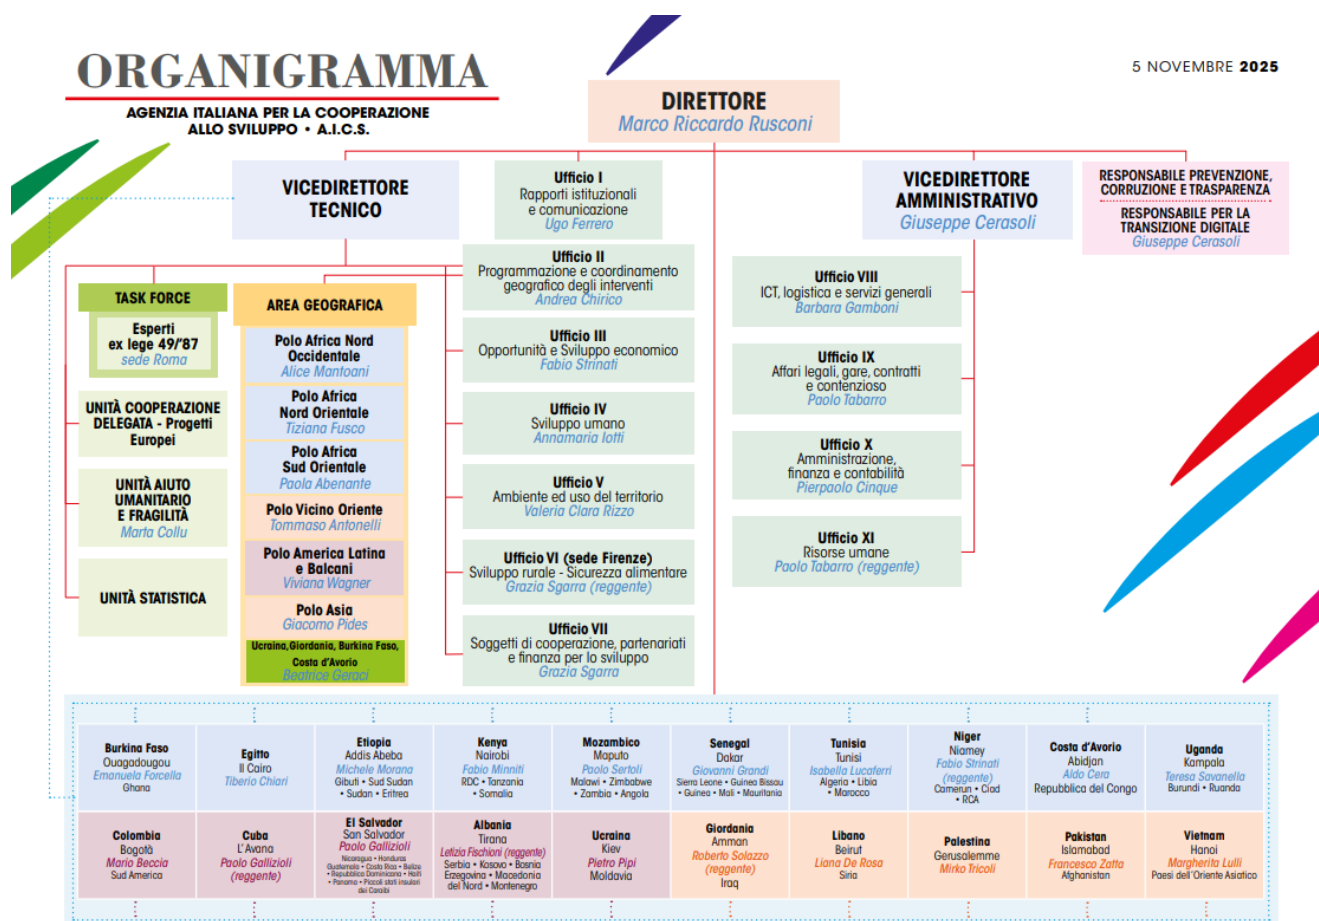 ORGANIGRAMMA
AGENZIA ITALIANA PER LA COOPERAZIONE
ALLO SVILUPPO • A.I.C.S.
5 NOVEMBRE 2025
DIRETTORE
Marco Riccardo Rusconi
VICEDIRETTORE
TECNICO
Ufficio I
Rapporti istituzionali
e comunicazione
Ugo Ferrero
VICEDIRETTORE
AMMINISTRATIVO
Giuseppe Cerasoli
RESPONSABILE PREVENZIONE,
CORRUZIONE E TRASPARENZA
RESPONSABILE PER LA
TRANSIZIONE DIGITALE
Giuseppe Cerasoli
TASK FORCE
Esperti
ex lege 49/'87
sede Roma
UNITÀ COOPERAZIONE
DELEGATA - Progetti
Europei
UNITÀ AIUTO
UMANITARIO
E FRAGILITÀ
Marta Collu
UNITÀ STATISTICA
AREA GEOGRAFICA
Polo Africa Nord
Occidentale
Alice Mantoani
Polo Africa
Nord Orientale
Tiziana Fusco
Polo Africa
Sud Orientale
Paola Abenante
Polo Vicino Oriente
Tommaso Antonelli
Polo America Latina
e Balcani
Viviana Wagner
Polo Asia
Giacomo Pides
Ucraina,Giordania, Burkina Faso,
Costa d'Avorio
Beatrice Geraci
Ufficio II
Programmazione e coordinamento
geografico degli interventi
Andrea Chirico
Ufficio III
Opportunità e Sviluppo economico
Fabio Strinati
Ufficio IV
Sviluppo umano
Annamaria Iotti
Ufficio V
Ambiente ed uso del territorio
Valeria Clara Rizzo
Ufficio VI (sede Firenze)
Sviluppo rurale - Sicurezza alimentare
Grazia Sgarra (reggente)
Ufficio VII
Soggetti di cooperazione, partenariati
e finanza per lo sviluppo
Grazia Sgarra
Ufficio VIII
ICT, logistica e servizi generali
Barbara Gamboni
Ufficio IX
Affari legali, gare, contratti
e contenzioso
Paolo Tabarro
Ufficio X
Amministrazione,
finanza e contabilità
Pierpaolo Cinque
Ufficio XI
Risorse umane
Paolo Tabarro (reggente)
Burkina Faso
Ouagadougou
Emanuela Forcella
Ghana
Egitto
Il Cairo
Tiberio Chiari
Etiopia
Addis Abeba
Michele Morana
Gibuti • Sud Sudan
• Sudan • Eritrea
Kenya
Nairobi
Fabio Minniti
RDC • Tanzania
• Somalia
Mozambico
Maputo
Paolo Sertoli
Malawi • Zimbabwe
• Zambia • Angola
Senegal
Dakar
Giovanni Grandi
Sierra Leone • Guinea Bissau
• Guinea • Mali • Mauritania
Tunisia
Tunisi
Isabella Lucaferri
Algeria • Libia
• Marocco
Niger
Niamey
Fabio Strinati
(reggente)
Camerun • Ciad
• RCA
Costa d'Avorio
Abidjan
Aldo Cera
Repubblica del Congo
Uganda
Kampala
Teresa Savanella
Burundi • Ruanda
Colombia
Bogotà
Mario Beccia
Sud America
Cuba
L'Avana
Paolo Gallizioli
(reggente)
El Salvador
San Salvador
Paolo Gallizioli
Nicaragua • Honduras
Guatemala • Costa Rica • Belize
• Repubblica Dominicana • Haiti
• Panama • Piccoli stati insulari
dei Caraibi
Albania
Tirana
Letizia Fischioni (reggente)
Serbia • Kosovo • Bosnia
Erzegovina • Macedonia
del Nord • Montenegro
Ucraina
Kiev
Pietro Pipi
Moldavia
Giordania
Amman
Roberto Solazzo
(reggente)
Iraq
Libano
Beirut
Liana De Rosa
Siria
Palestina
Gerusalemme
Mirko Tricoli
Pakistan
Islamabad
Francesco Zatta
Afghanistan
Vietnam
Hanoi
Margherita Lulli
Paesi dell'Oriente Asiatico